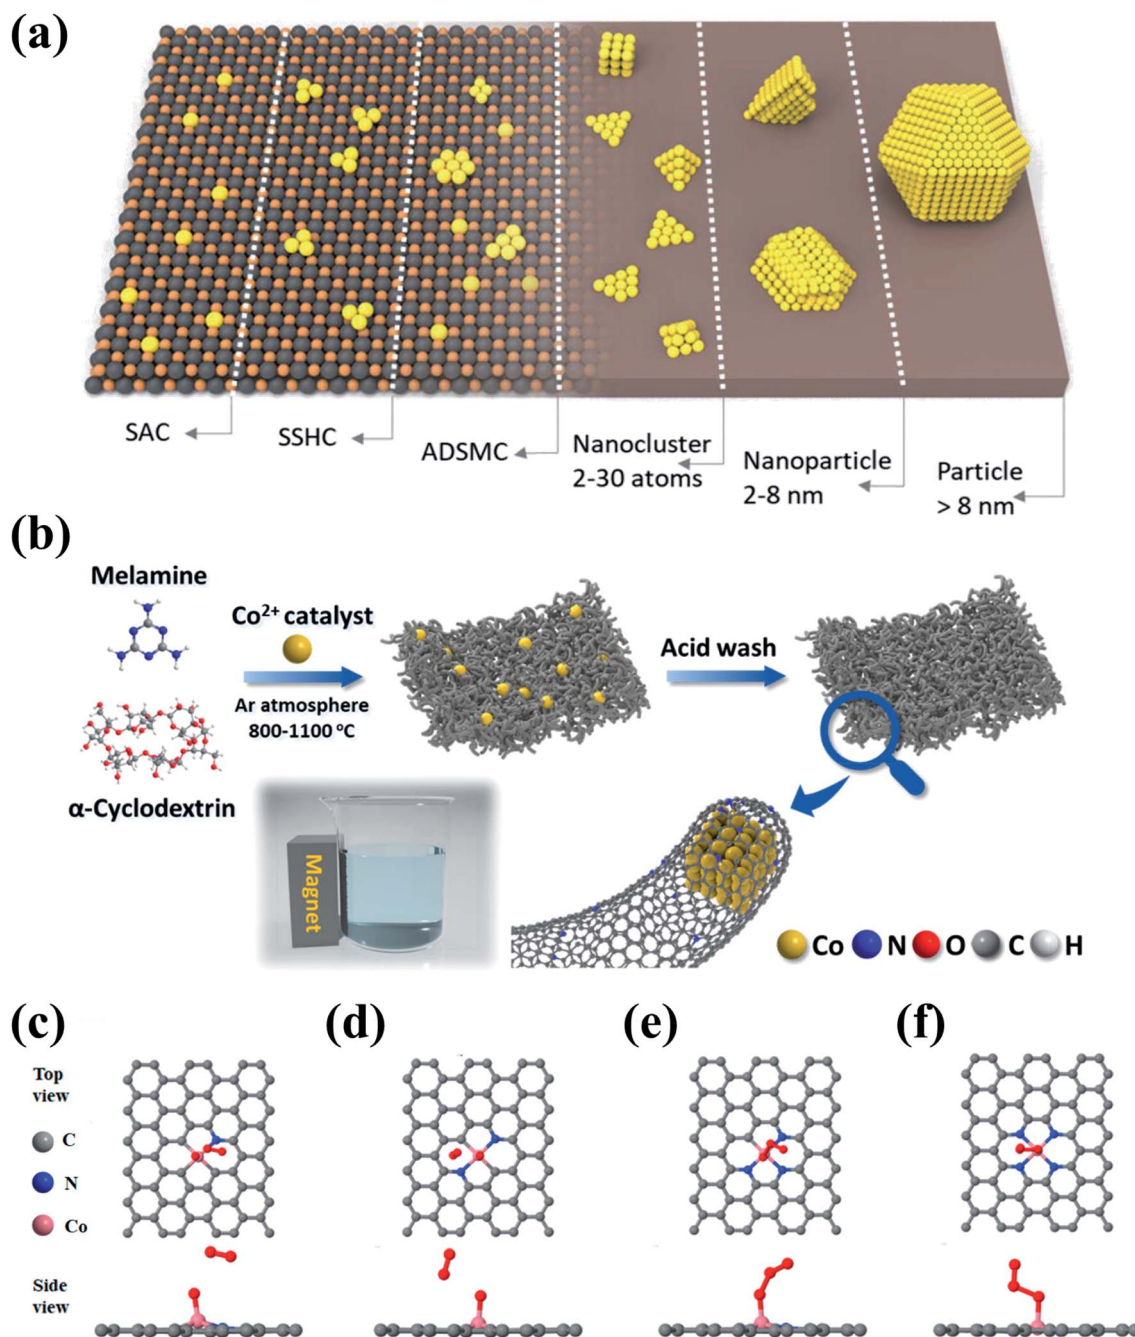 (a)
SAC
SSHC
ADSMC
Nanocluster
2-30 atoms
Nanoparticle
2-8 nm
Particle
> 8 nm
(b)
Melamine
α-Cyclodextrin
Co²⁺ catalyst
Ar atmosphere
800-1100 ºC
Acid wash
Magnet
Co N O C H
(c) (d) (e) (f)
Top
view
C
N
Co
Side
view